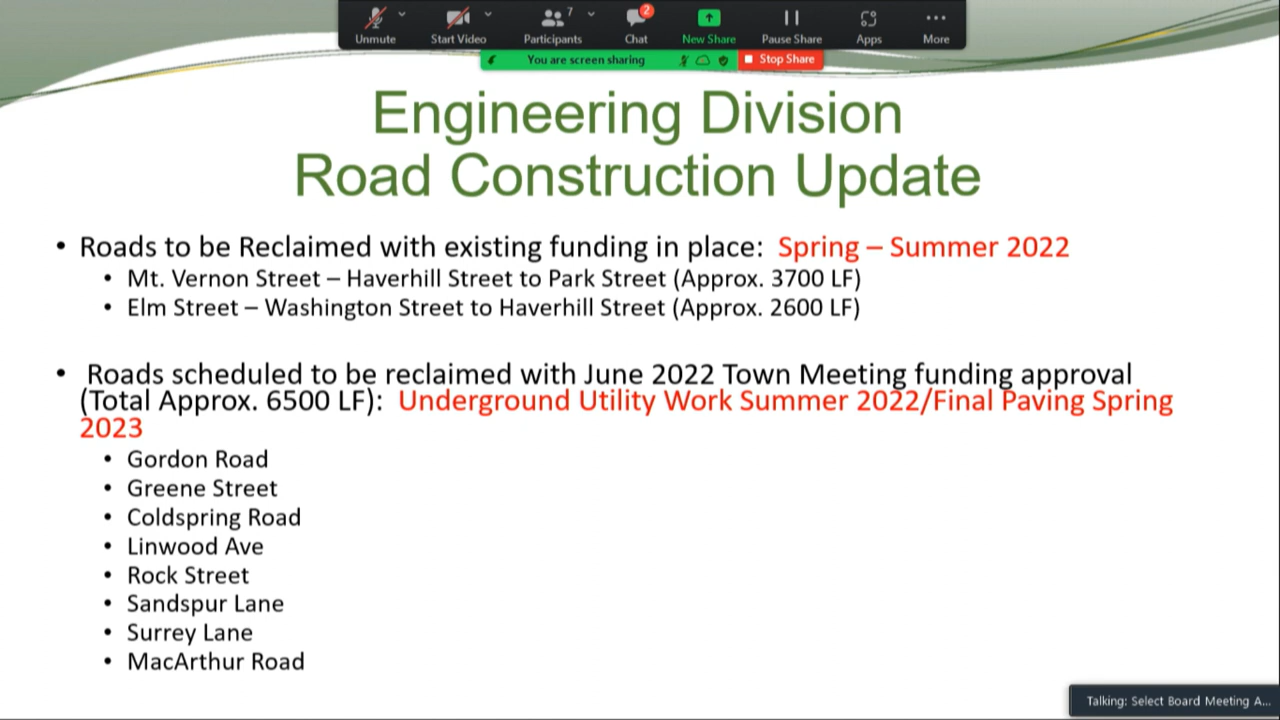 Unmute
Start Video
7
Participants
2
Chat
New Share
Pause Share
Apps
More
You are screen sharing
Stop Share
Engineering Division
Road Construction Update
• Roads to be Reclaimed with existing funding in place: Spring – Summer 2022
• Mt. Vernon Street – Haverhill Street to Park Street (Approx. 3700 LF)
• Elm Street – Washington Street to Haverhill Street (Approx. 2600 LF)
• Roads scheduled to be reclaimed with June 2022 Town Meeting funding approval
(Total Approx. 6500 LF): Underground Utility Work Summer 2022/Final Paving Spring
2023
• Gordon Road
• Greene Street
• Coldspring Road
• Linwood Ave
• Rock Street
• Sandspur Lane
• Surrey Lane
• MacArthur Road
Talking: Select Board Meeting A...